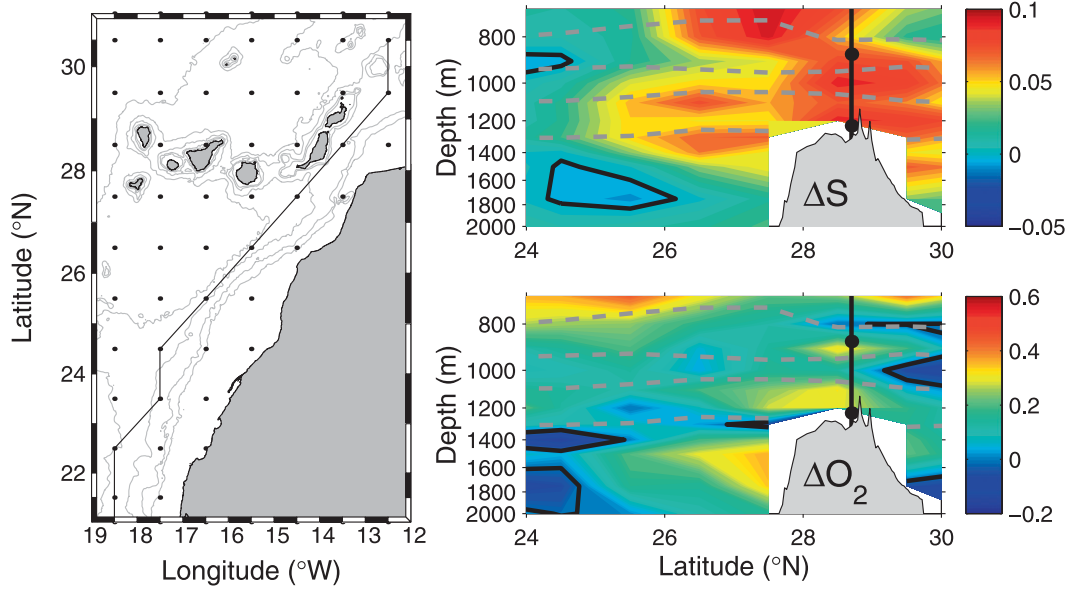 30
28
26
24
22
Latitude (°N)
19 18 17 16 15 14 13 12
Longitude (°W)
800
1000
1200
1400
1600
1800
2000
Depth (m)
24 26 28 30
ΔS
0.1
0.05
0
−0.05
800
1000
1200
1400
1600
1800
2000
Depth (m)
24 26 28 30
Latitude (°N)
ΔO2
0.6
0.4
0.2
0
−0.2